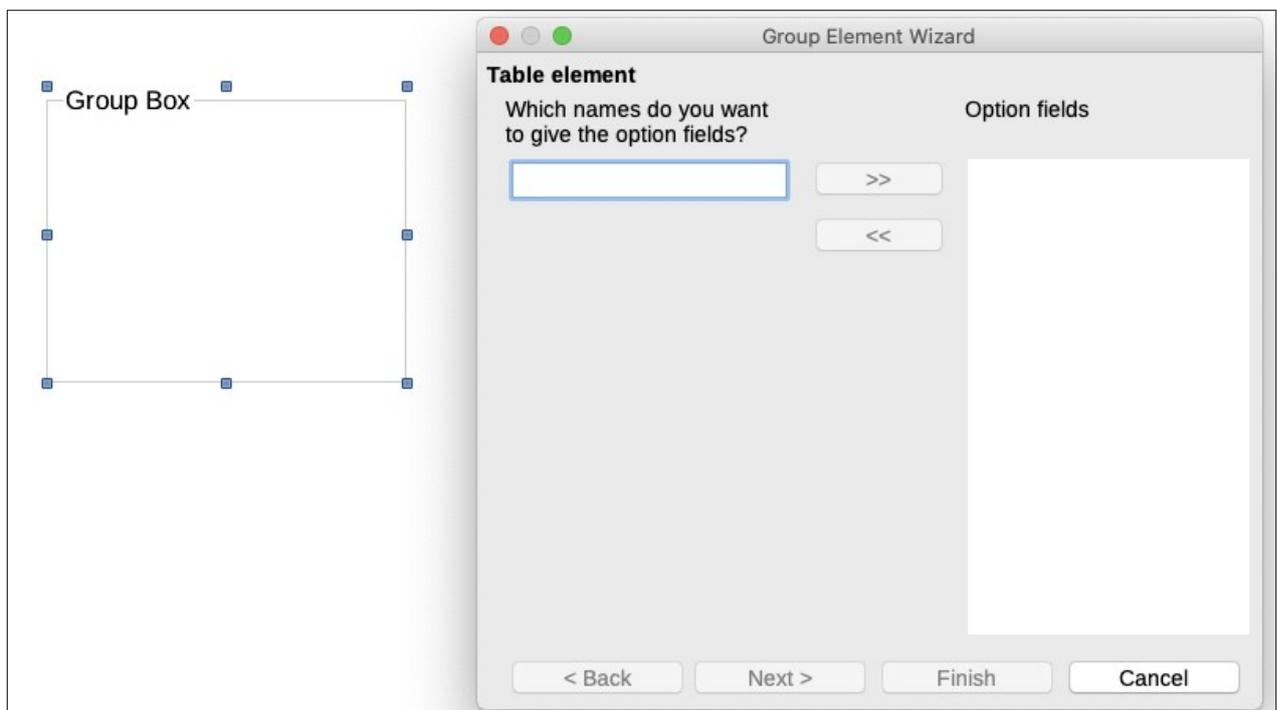 Group Box
Group Element Wizard
Table element
Which names do you want
to give the option fields?
Option fields
>>
<<
< Back
Next >
Finish
Cancel